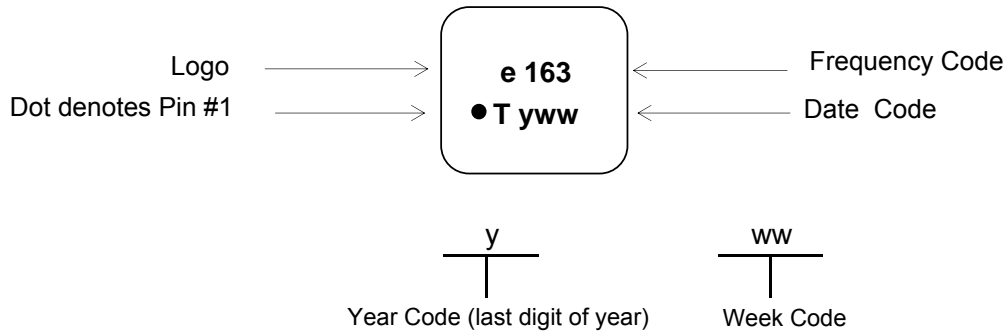 Logo
e 163
Frequency Code
Dot denotes Pin #1
T yww
Date Code
y
ww
Year Code (last digit of year)
Week Code